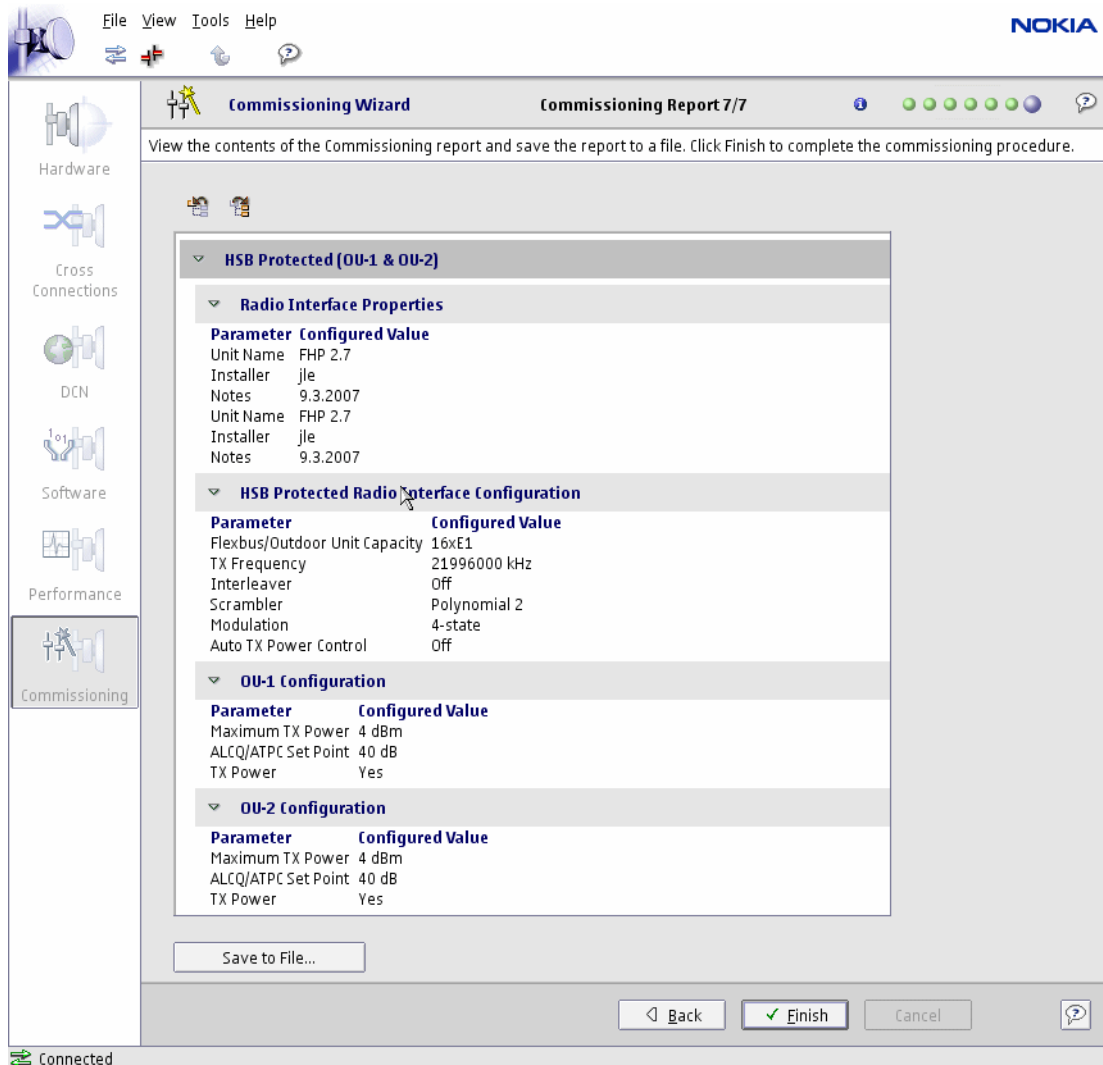 File View Tools Help
NOKIA
Commissioning Wizard
Commissioning Report 7/7
View the contents of the Commissioning report and save the report to a file. Click Finish to complete the commissioning procedure.
Hardware
Cross
Connections
DCN
Software
Performance
Commissioning
HSB Protected (OU-1 & OU-2)
Radio Interface Properties
Parameter Configured Value
Unit Name FHP 2.7
Installer jle
Notes 9.3.2007
Unit Name FHP 2.7
Installer jle
Notes 9.3.2007
HSB Protected Radio Interface Configuration
Parameter Configured Value
Flexbus/Outdoor Unit Capacity 16xE1
TX Frequency 21996000 kHz
Interleaver Off
Scrambler Polynomial 2
Modulation 4-state
Auto TX Power Control Off
OU-1 Configuration
Parameter Configured Value
Maximum TX Power 4 dBm
ALCQ/ATPC Set Point 40 dB
TX Power Yes
OU-2 Configuration
Parameter Configured Value
Maximum TX Power 4 dBm
ALCQ/ATPC Set Point 40 dB
TX Power Yes
Save to File...
Back
Finish
Cancel
Connected